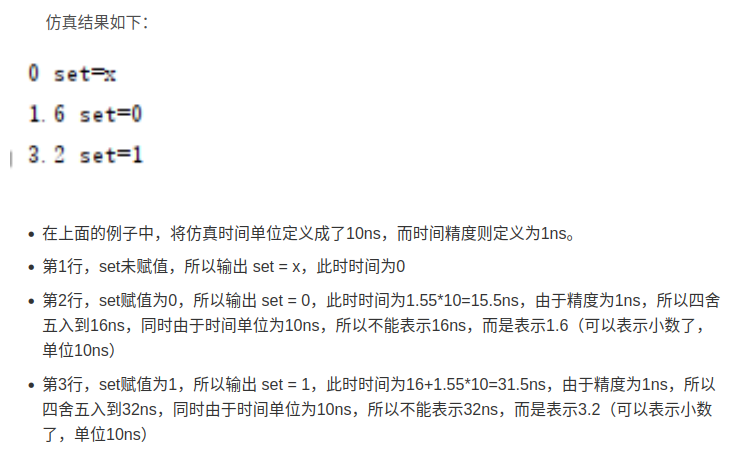 仿真结果如下：
0 set=x
1.6 set=0
3.2 set=1
• 在上面的例子中，将仿真时间单位定义成了10ns，而时间精度则定义为1ns。
• 第1行，set未赋值，所以输出 set = x，此时时间为0
• 第2行，set赋值为0，所以输出 set = 0，此时时间为1.55*10=15.5ns，由于精度为1ns，所以四舍
五入到16ns，同时由于时间单位为10ns，所以不能表示16ns，而是表示1.6（可以表示小数了，
单位10ns）
• 第3行，set赋值为1，所以输出 set = 1，此时时间为16+1.55*10=31.5ns，由于精度为1ns，所以
四舍五入到32ns，同时由于时间单位为10ns，所以不能表示32ns，而是表示3.2（可以表示小数
了，单位10ns）